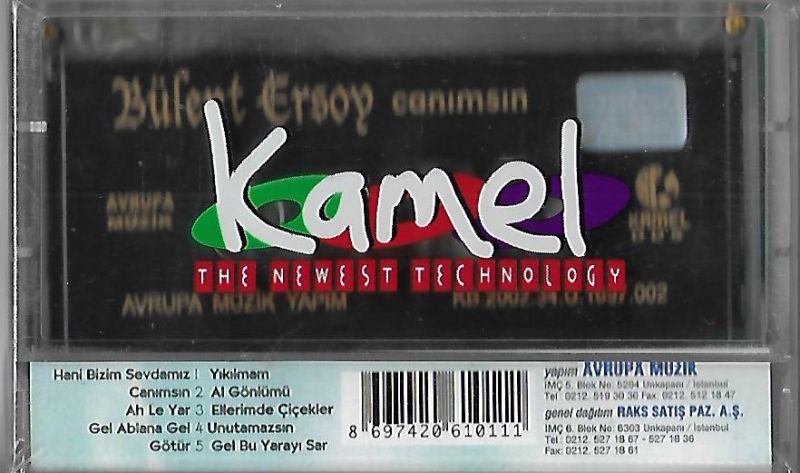 Bülent Ersoy canımsın
Kamel
AVRUPA
MÜZİK
KAMEL
THE NEWEST TECHNOLOGY
AVRUPA MÜZİK YAPIM
Hani Bizim Sevdamız 1 Yıkılmam
Canımsın 2 Al Gönlümü
Ah Le Yar 3 Ellerimde Çiçekler
Gel Ablana Gel 4 Unutamazsın
Götür 5 Gel Bu Yarayı Sar
8 697420 610111
yapım AVRUPA MÜZİK
İMÇ 5. Blok No: 5284 Unkapanı / İstanbul
Tel: 0212. 519 30 36 Fax: 0212. 512 18 47
genel dağıtım RAKS SATIŞ PAZ. A.Ş.
İMÇ 6. Blok No: 6303 Unkapanı / İstanbul
Tel: 0212. 527 18 67 - 527 18 36
Fax: 0212. 527 18 61